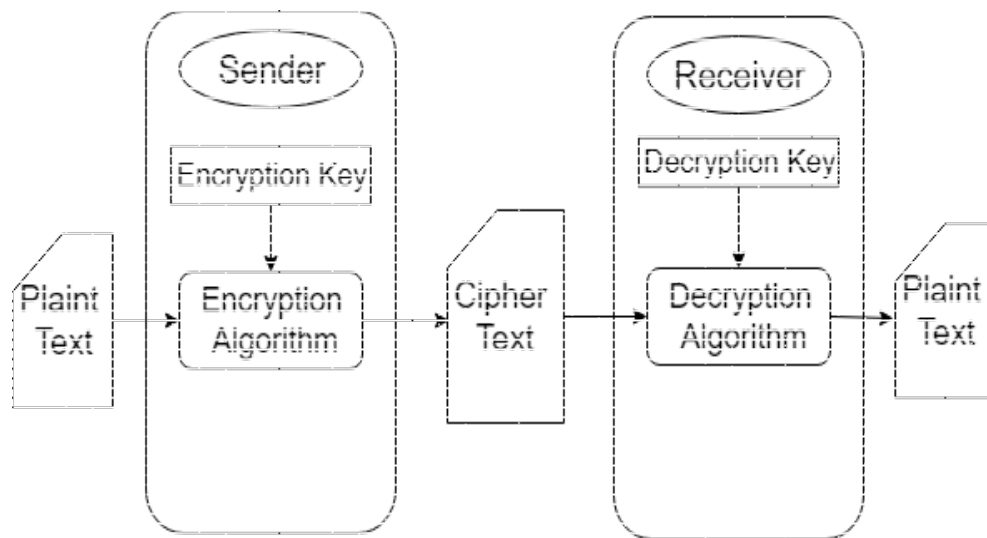 Sender
Receiver
Encryption Key
Decryption Key
Plaint
Text
Encryption
Algorithm
Cipher
Text
Decryption
Algorithm
Plaint
Text